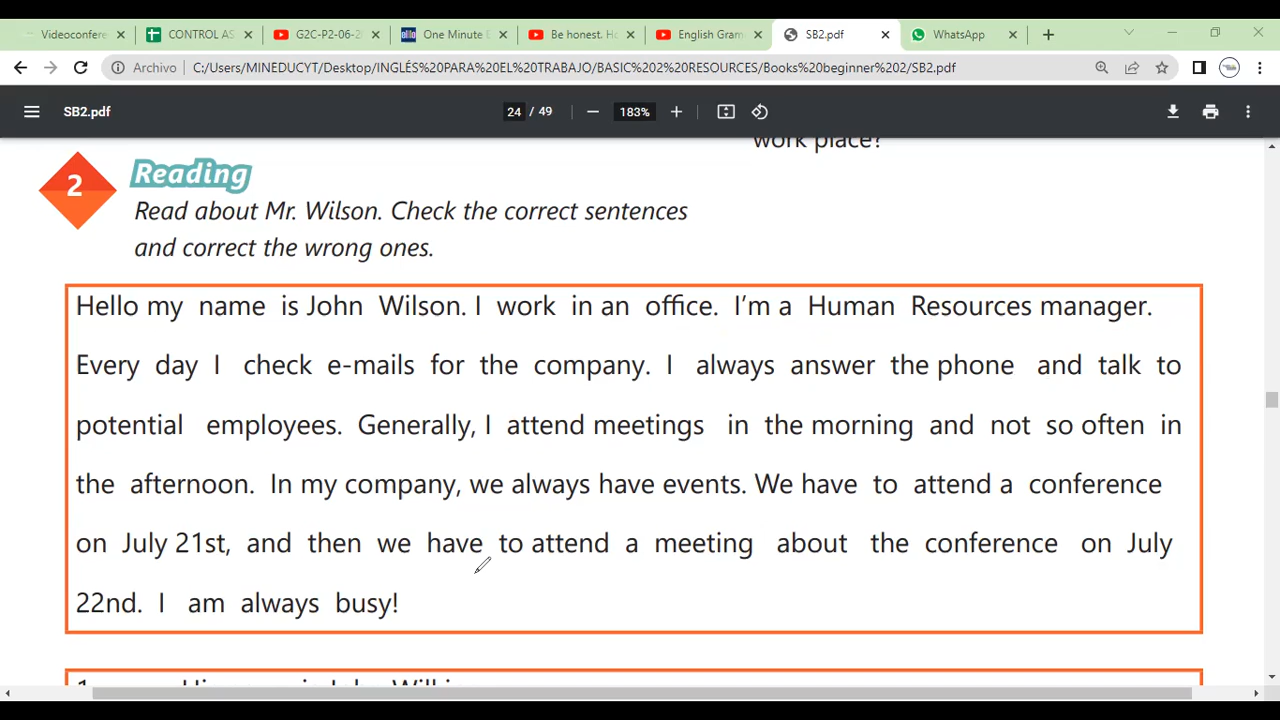 Videoconfere
CONTROL AS
G2C-P2-06-2
One Minute E
Be honest. Ho
English Gram
SB2.pdf
WhatsApp
Archivo
C:/Users/MINEDUCYT/Desktop/INGLÉS%20PARA%20EL%20TRABAJO/BASIC%202%20RESOURCES/Books%20beginner%202/SB2.pdf
SB2.pdf
24 / 49
183%
work place?
2
Reading
Read about Mr. Wilson. Check the correct sentences
and correct the wrong ones.
Hello my name is John Wilson. I work in an office. I'm a Human Resources manager.
Every day I check e-mails for the company. I always answer the phone and talk to
potential employees. Generally, I attend meetings in the morning and not so often in
the afternoon. In my company, we always have events. We have to attend a conference
on July 21st, and then we have to attend a meeting about the conference on July
22nd. I am always busy!